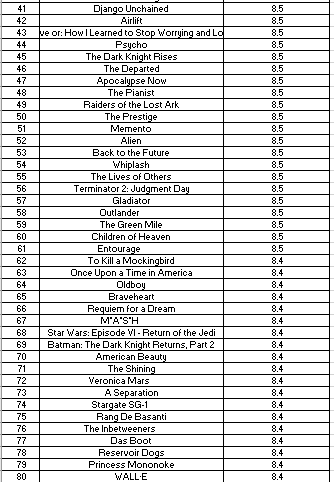 41 Django Unchained 8.5
42 Airlift 8.5
43 ve or: How I Learned to Stop Worrying and Lo 8.5
44 Psycho 8.5
45 The Dark Knight Rises 8.5
46 The Departed 8.5
47 Apocalypse Now 8.5
48 The Pianist 8.5
49 Raiders of the Lost Ark 8.5
50 The Prestige 8.5
51 Memento 8.5
52 Alien 8.5
53 Back to the Future 8.5
54 Whiplash 8.5
55 The Lives of Others 8.5
56 Terminator 2: Judgment Day 8.5
57 Gladiator 8.5
58 Outlander 8.5
59 The Green Mile 8.5
60 Children of Heaven 8.5
61 Entourage 8.5
62 To Kill a Mockingbird 8.4
63 Once Upon a Time in America 8.4
64 Oldboy 8.4
65 Braveheart 8.4
66 Requiem for a Dream 8.4
67 M*A*S*H 8.4
68 Star Wars: Episode VI - Return of the Jedi 8.4
69 Batman: The Dark Knight Returns, Part 2 8.4
70 American Beauty 8.4
71 The Shining 8.4
72 Veronica Mars 8.4
73 A Separation 8.4
74 Stargate SG-1 8.4
75 Rang De Basanti 8.4
76 The Inbetweeners 8.4
77 Das Boot 8.4
78 Reservoir Dogs 8.4
79 Princess Mononoke 8.4
80 WALL·E 8.4